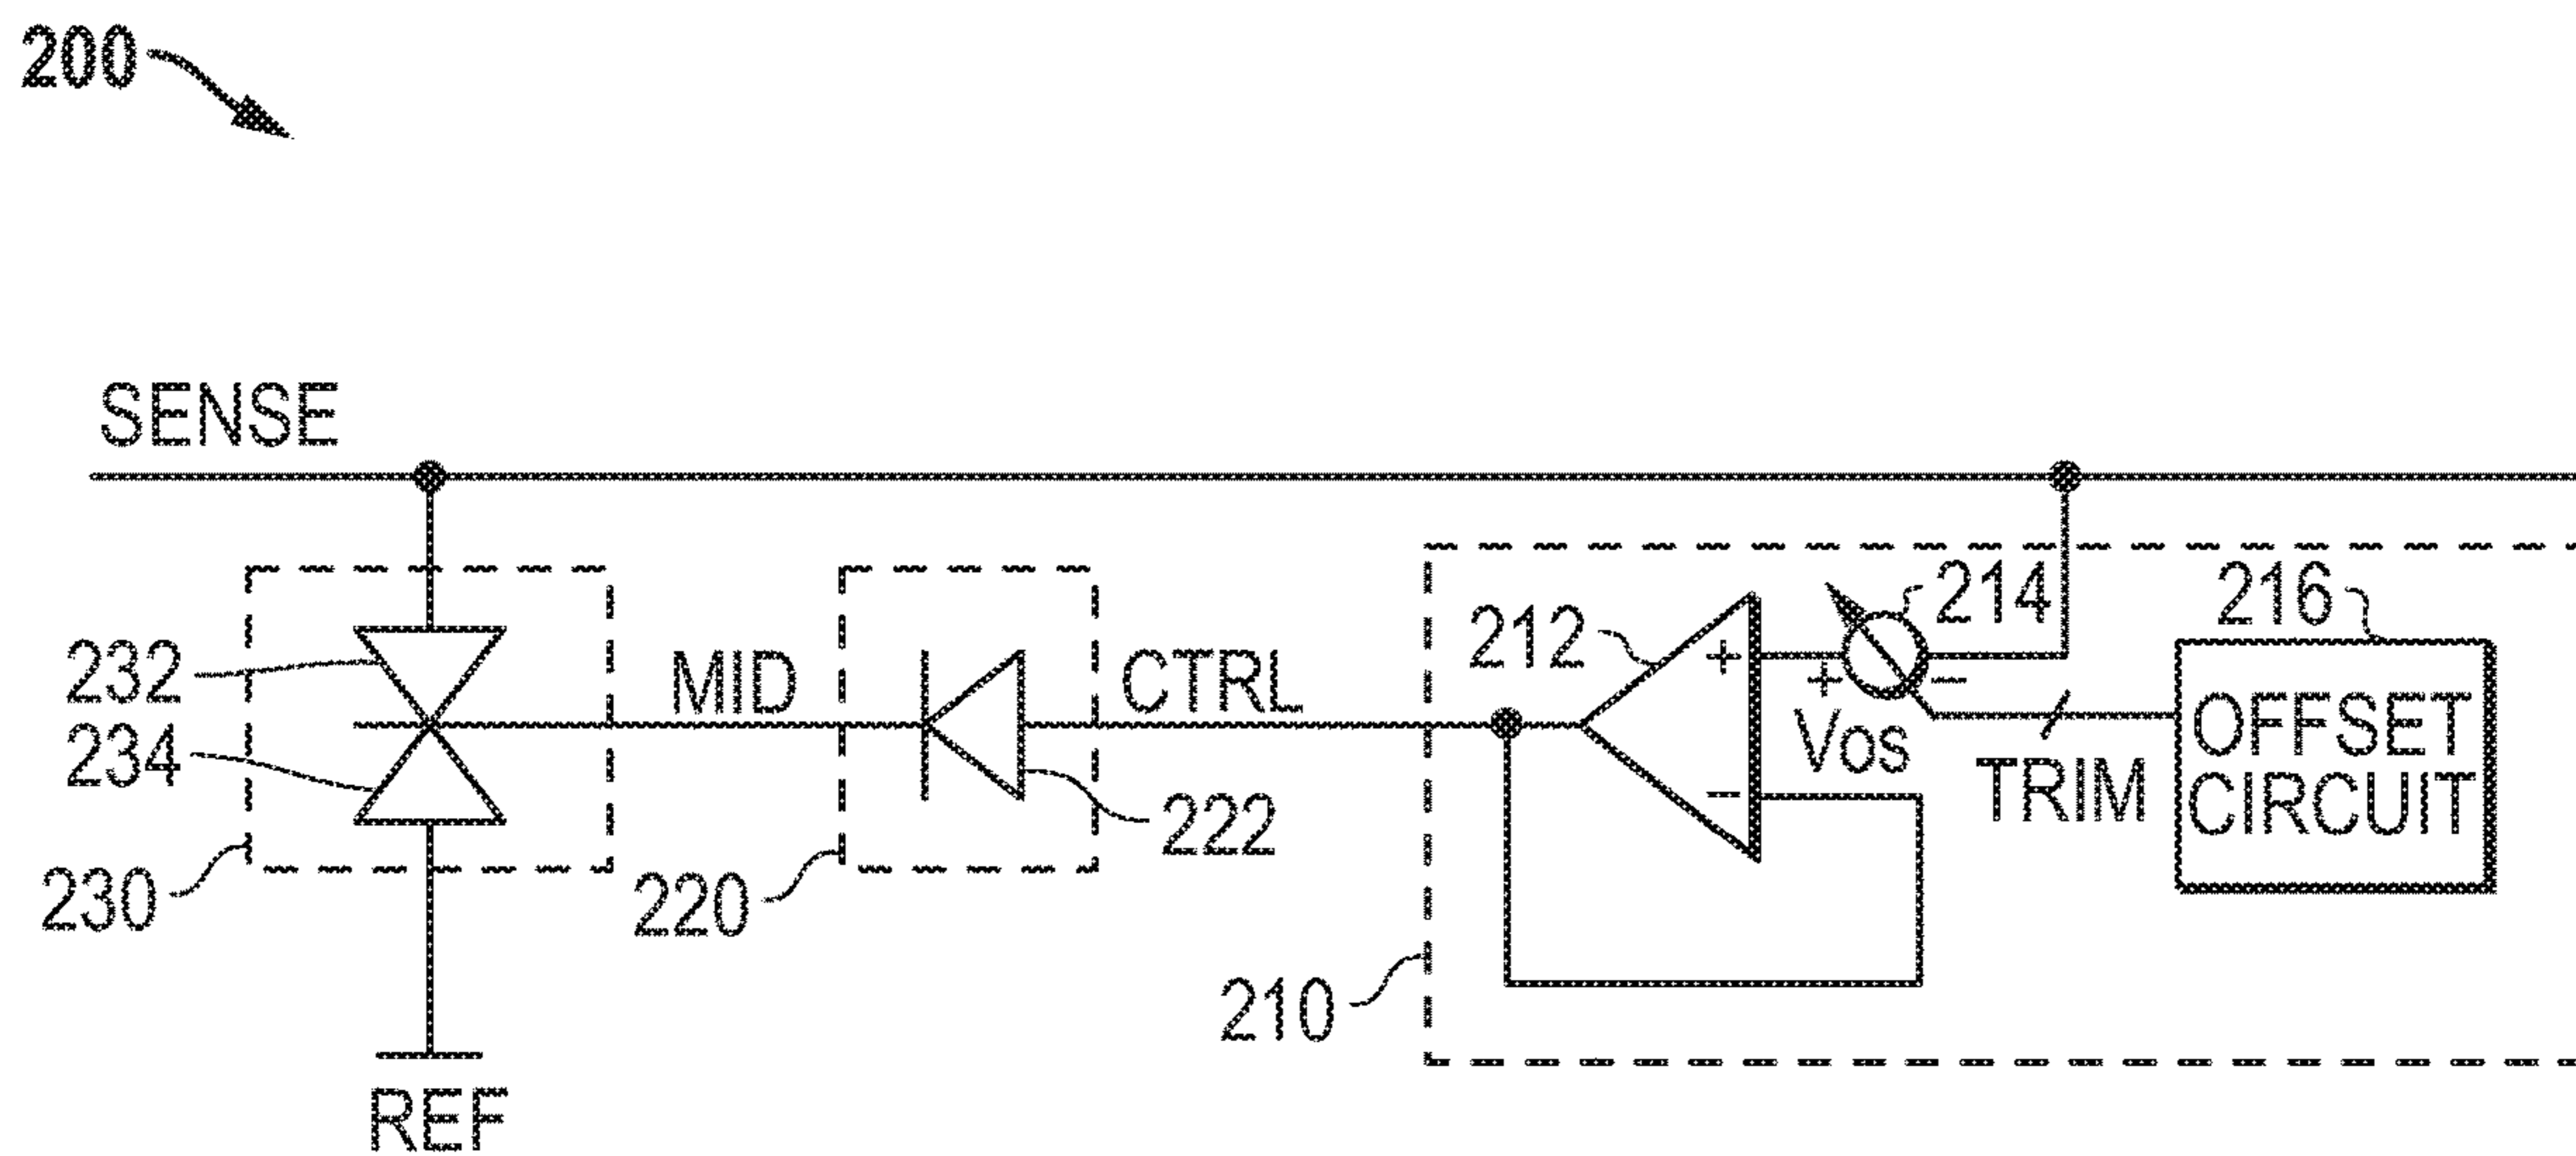 200
SENSE
232
234
230
MID
220
CTRL
222
212
+
-
+
-
Vos
214
TRIM
216
OFFSET
CIRCUIT
210
REF